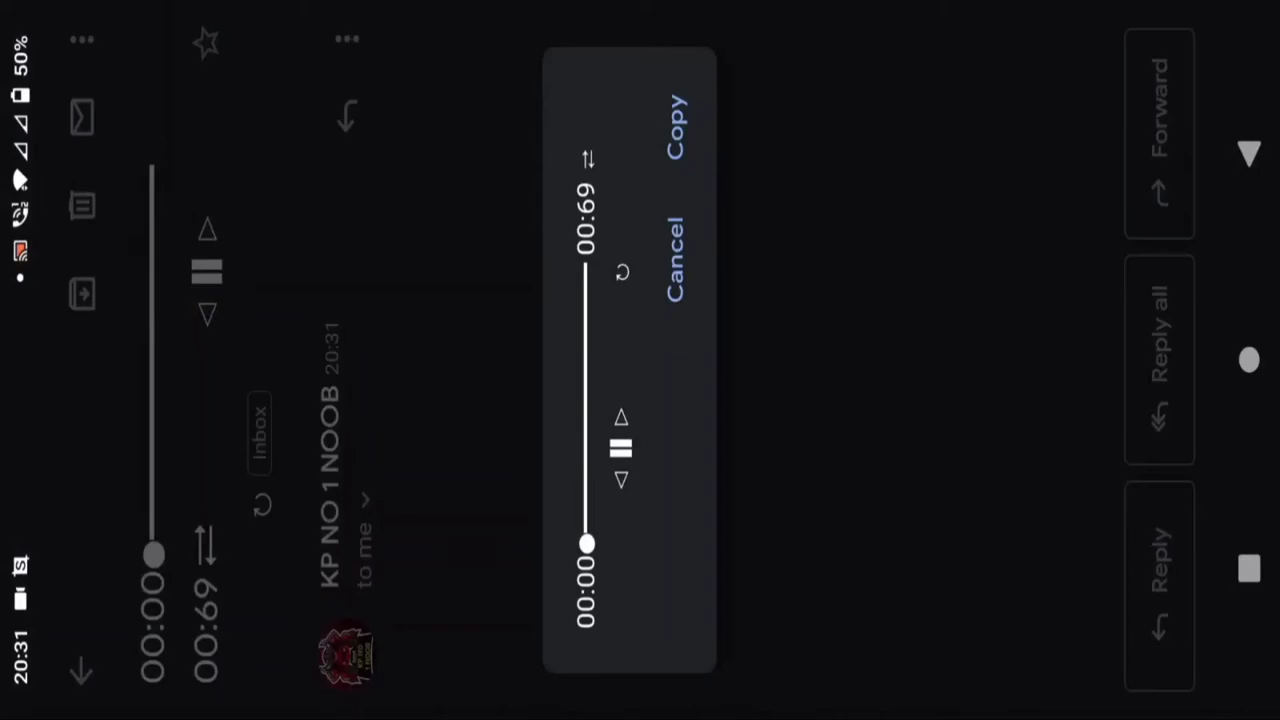 20:31 1S 50%
00:00
00:69
Inbox
KP NO 1 NOOB 20:31
to me
00:00 00:69
Cancel Copy
Reply Reply all Forward